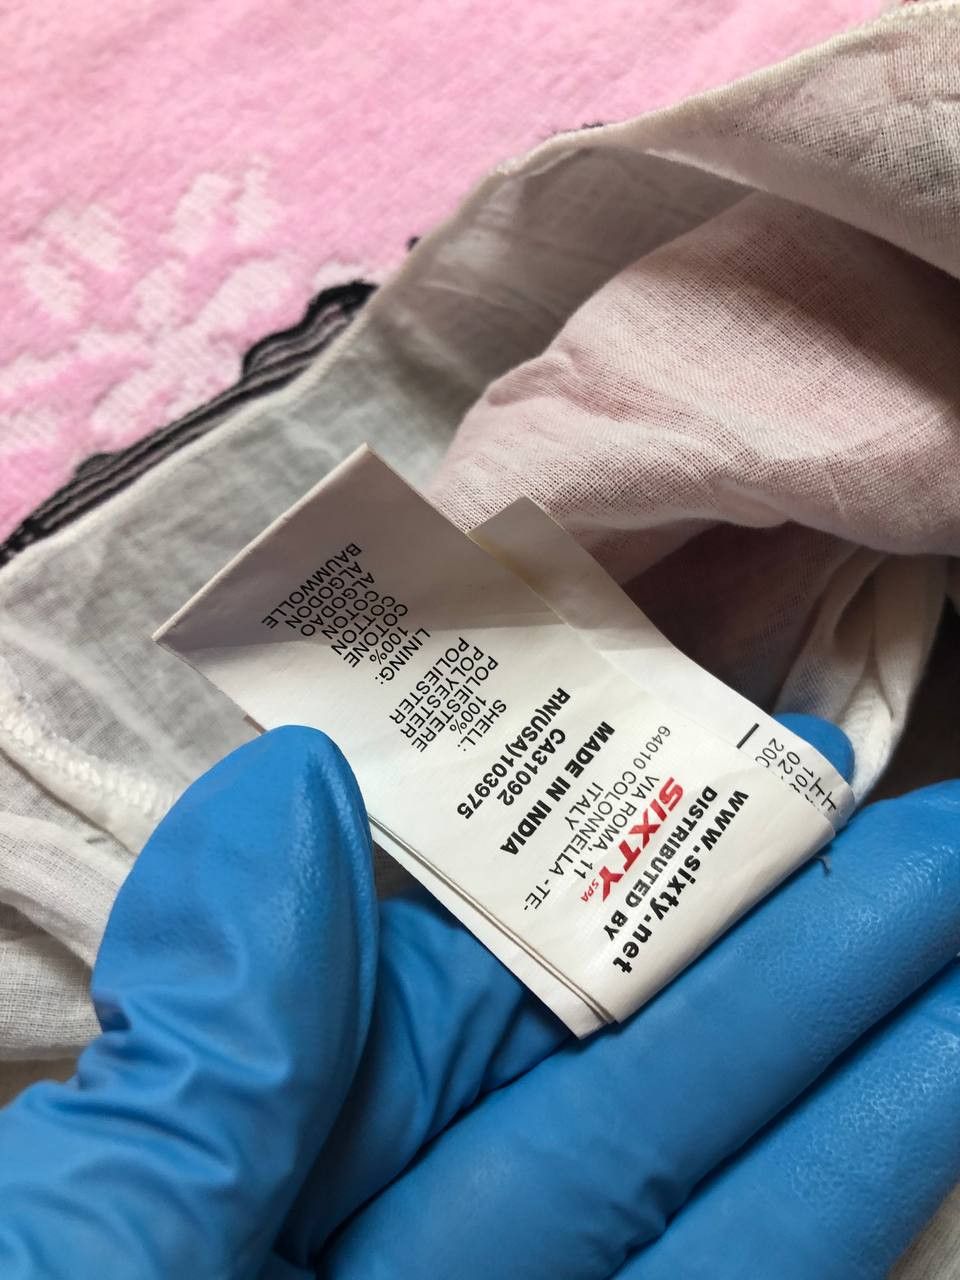 www.sixty.net
DISTRIBUTED BY
SIXTY SPA
VIA ROMA, 11
64010 COLONNELLA -TE-
ITALY
MADE IN INDIA
CA31092
RN(USA)103975
SHELL:
100%
POLIESTERE
POLYESTER
POLIESTER
LINING:
100%
COTONE
COTTON
ALGODAO
ALGODON
BAUMWOLLE